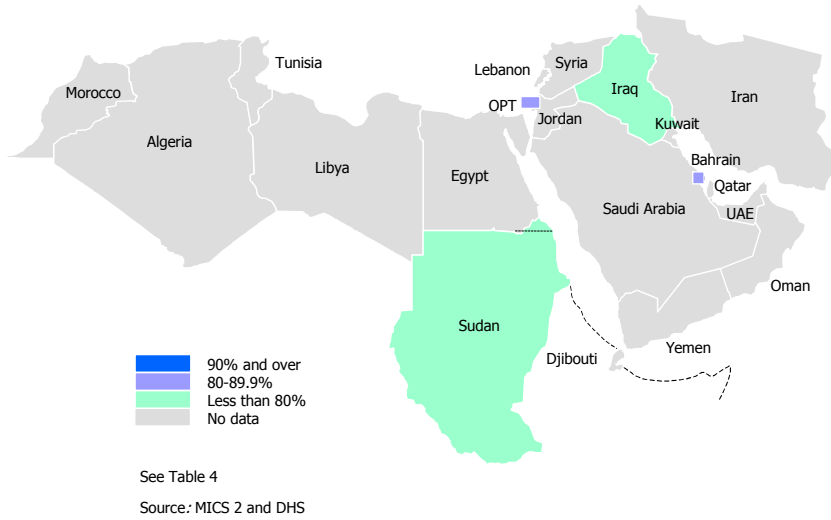 Tunisia
Lebanon
Syria
Morocco
Iraq
Iran
OPT
Jordan
Kuwait
Algeria
Libya
Egypt
Bahrain
Qatar
Saudi Arabia
UAE
Oman
Sudan
Yemen
Djibouti
90% and over
80-89.9%
Less than 80%
No data
See Table 4
Source: MICS 2 and DHS